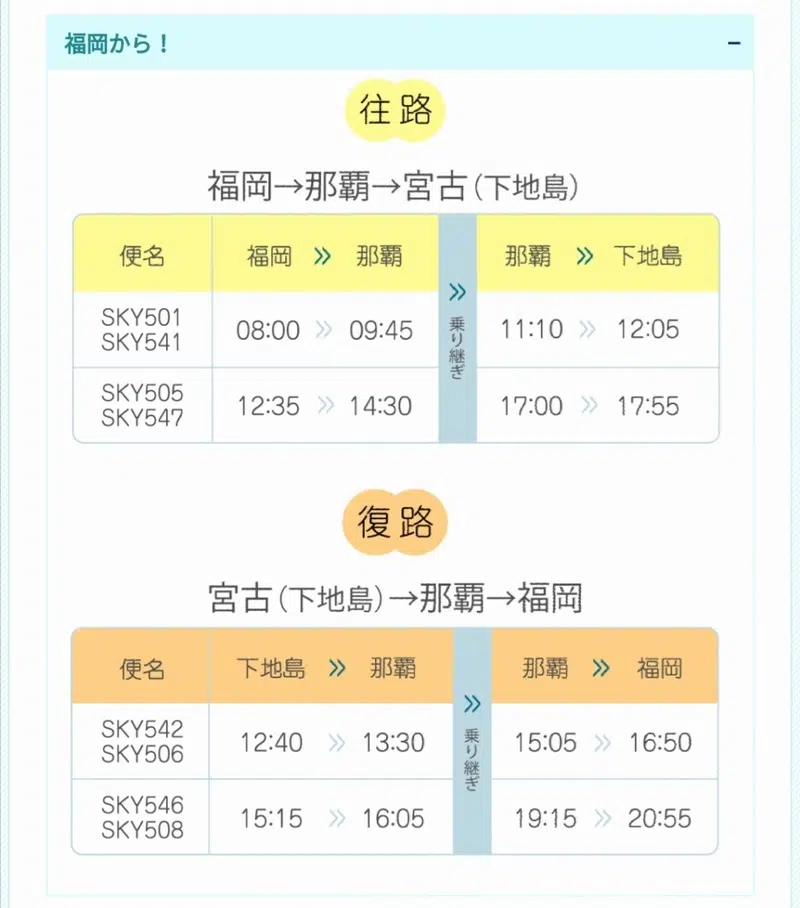 福岡から！
−
往路
福岡→那覇→宮古(下地島)
便名 福岡 » 那覇 » 乗り継ぎ 那覇 » 下地島
SKY501
SKY541
08:00 » 09:45 11:10 » 12:05
SKY505
SKY547
12:35 » 14:30 17:00 » 17:55
復路
宮古(下地島)→那覇→福岡
便名 下地島 » 那覇 » 乗り継ぎ 那覇 » 福岡
SKY542
SKY506
12:40 » 13:30 15:05 » 16:50
SKY546
SKY508
15:15 » 16:05 19:15 » 20:55